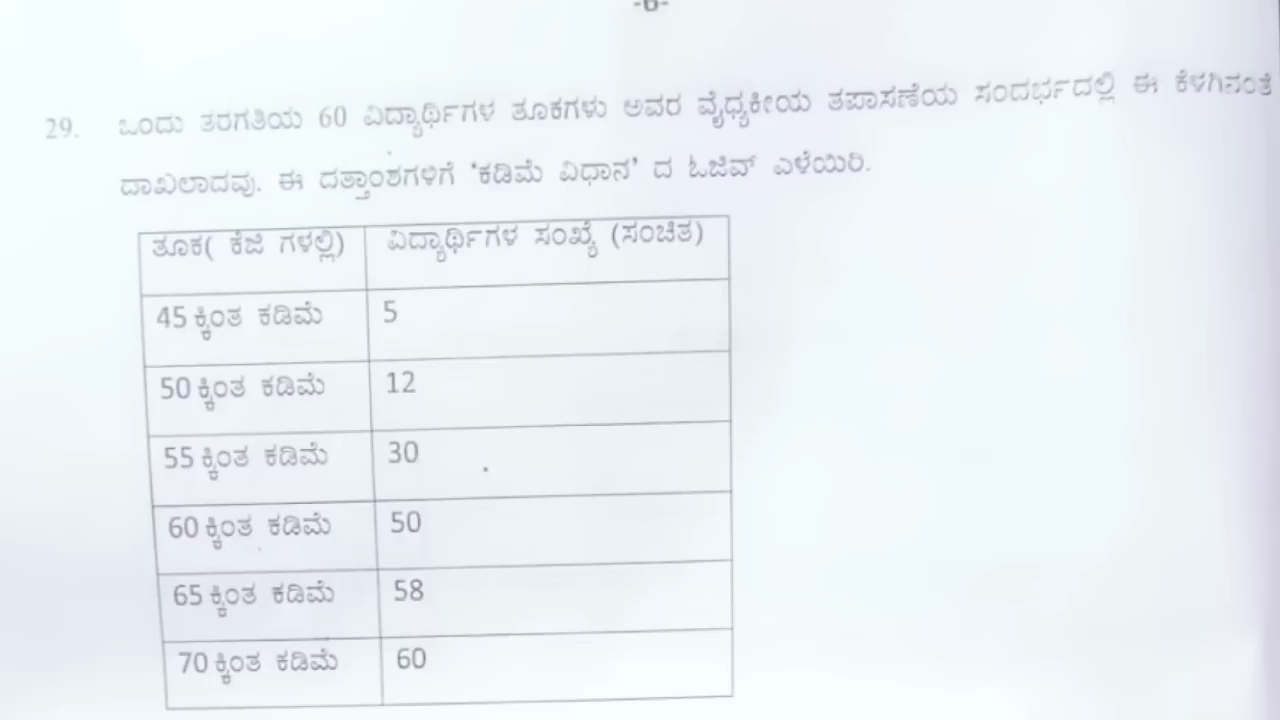 -6-
29. ಒಂದು ತರಗತಿಯ 60 ವಿದ್ಯಾರ್ಥಿಗಳ ತೂಕಗಳು ಅವರ ವೈಧ್ಯಕೀಯ ತಪಾಸಣೆಯ ಸಂದರ್ಭದಲ್ಲಿ ಈ ಕೆಳಗಿನಂತೆ
ದಾಖಲಾದವು. ಈ ದತ್ತಾಂಶಗಳಿಗೆ ‘ಕಡಿಮೆ ವಿಧಾನ’ ದ ಓಜಿವ್ ಎಳೆಯಿರಿ.
ತೂಕ( ಕೆಜಿ ಗಳಲ್ಲಿ) ವಿದ್ಯಾರ್ಥಿಗಳ ಸಂಖ್ಯೆ (ಸಂಚಿತ)
45 ಕ್ಕಿಂತ ಕಡಿಮೆ 5
50 ಕ್ಕಿಂತ ಕಡಿಮೆ 12
55 ಕ್ಕಿಂತ ಕಡಿಮೆ 30
60 ಕ್ಕಿಂತ ಕಡಿಮೆ 50
65 ಕ್ಕಿಂತ ಕಡಿಮೆ 58
70 ಕ್ಕಿಂತ ಕಡಿಮೆ 60